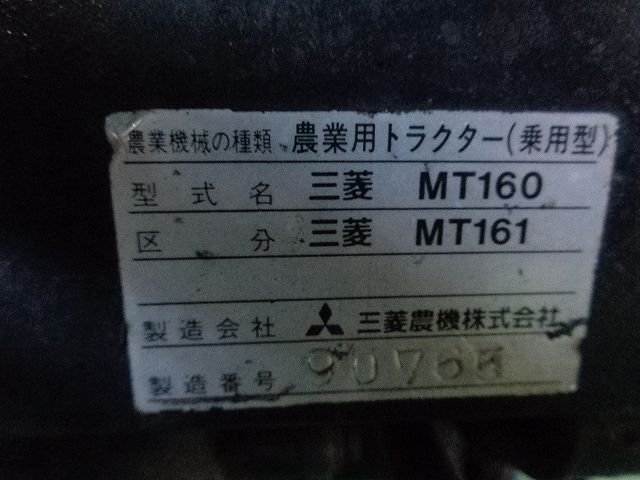 農業機械の種類 農業用トラクター(乗用型)
型式名 三菱 MT160
区分 三菱 MT161
製造会社 三菱農機株式会社
製造番号